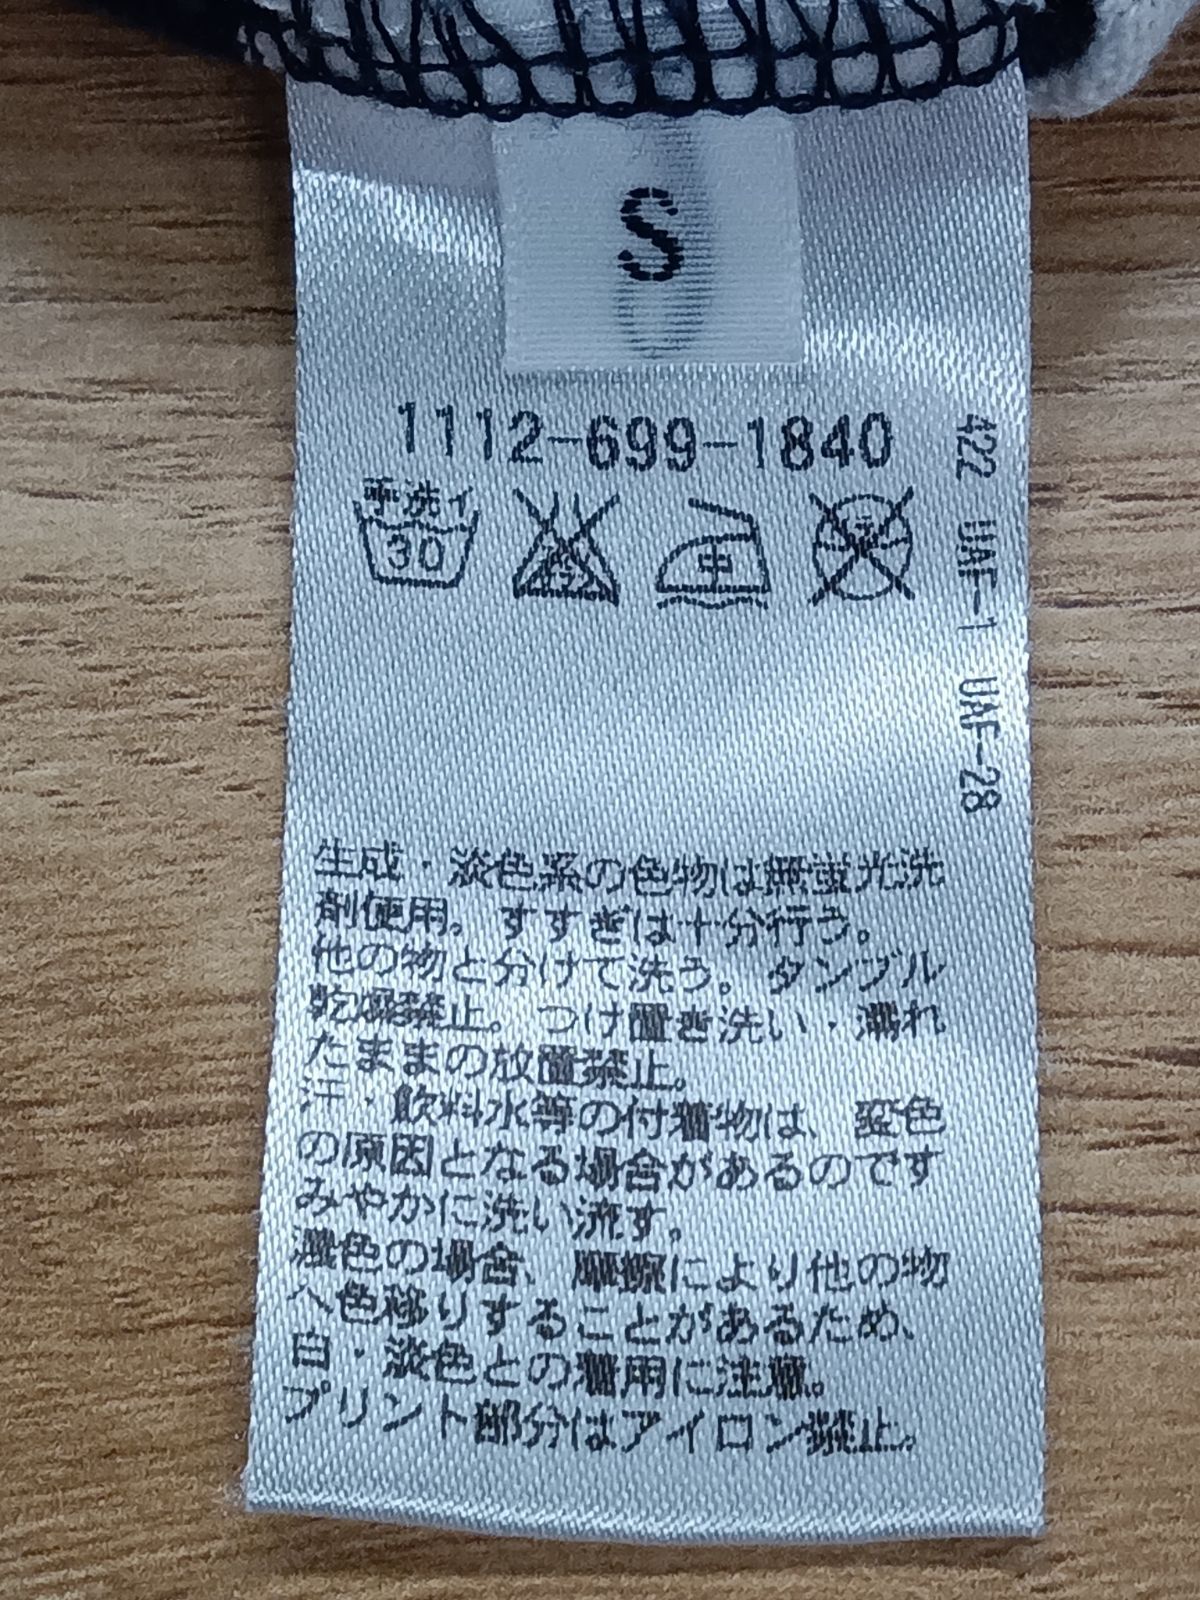 S
1112-699-1840
手洗イ
30
中
422 UAF-1 UAF-28
生成・淡色系の色物は無蛍光洗
剤使用。すすぎは十分行う。
他の物と分けて洗う。タンブル
乾燥禁止。つけ置き洗い・濡れ
たままの放置禁止。
汗・飲料水等の付着物は、変色
の原因となる場合があるのです
みやかに洗い流す。
濃色の場合、摩擦により他の物
へ色移りすることがあるため、
白・淡色との着用に注意。
プリント部分はアイロン禁止。